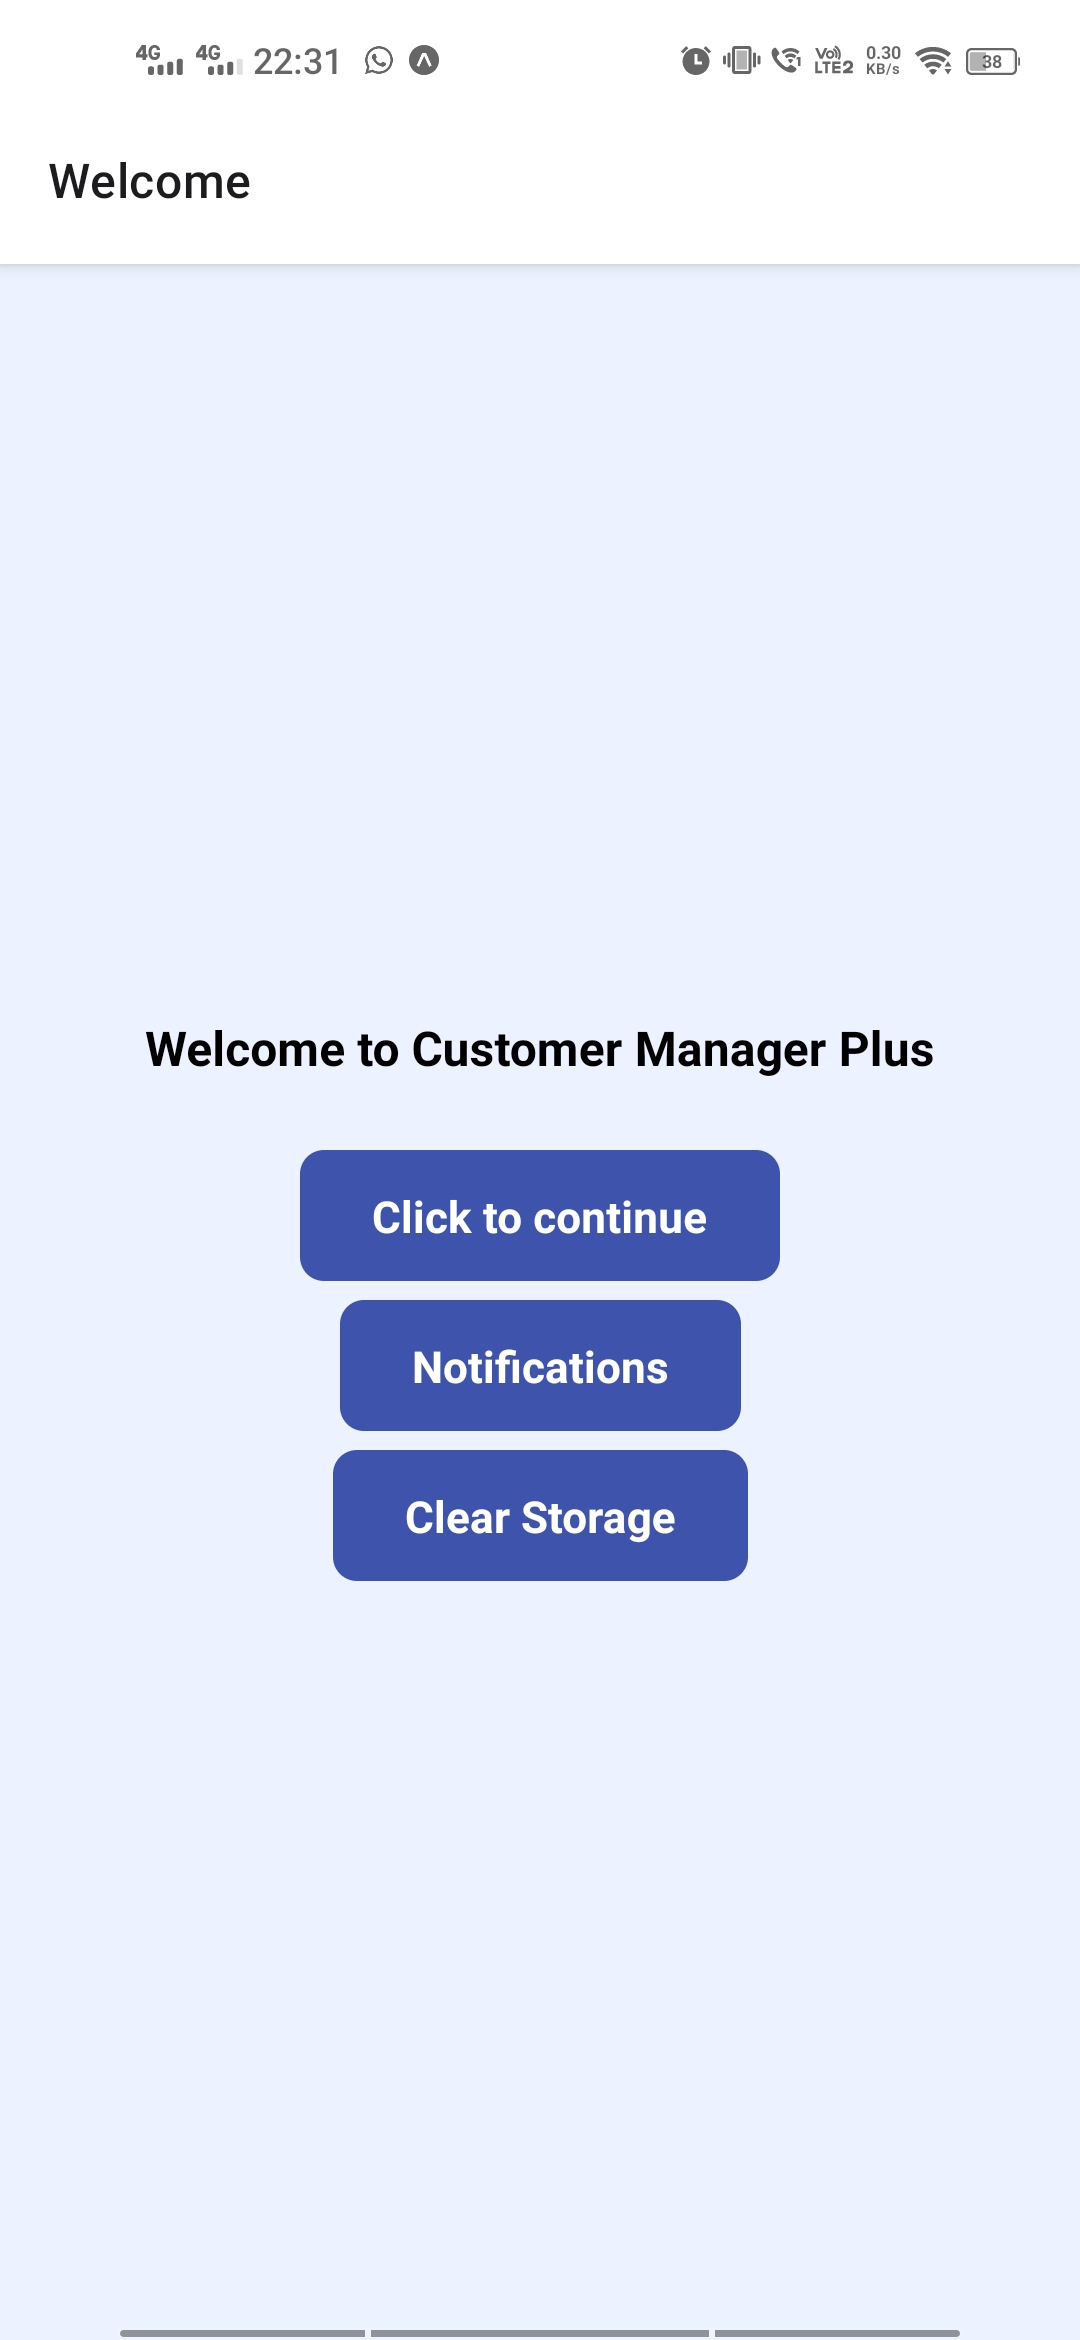 4G 4G 22:31 Vo)) LTE2 0.30 KB/s 38
Welcome
Welcome to Customer Manager Plus
Click to continue
Notifications
Clear Storage